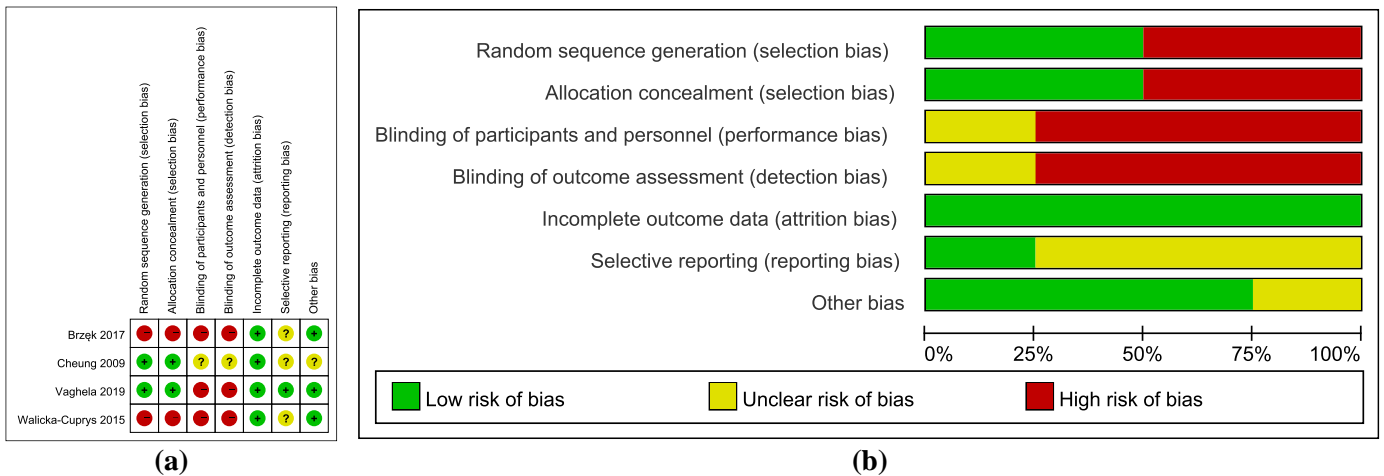 Random sequence generation (selection bias)
Allocation concealment (selection bias)
Blinding of participants and personnel (performance bias)
Blinding of outcome assessment (detection bias)
Incomplete outcome data (attrition bias)
Selective reporting (reporting bias)
Other bias
Brzęk 2017 - - - - + ? +
Cheung 2009 + + ? ? + ? ?
Vaghela 2019 + + - - + + +
Walicka-Cuprys 2015 - - - - + ? +
(a)
Random sequence generation (selection bias)
Allocation concealment (selection bias)
Blinding of participants and personnel (performance bias)
Blinding of outcome assessment (detection bias)
Incomplete outcome data (attrition bias)
Selective reporting (reporting bias)
Other bias
0% 25% 50% 75% 100%
Low risk of bias Unclear risk of bias High risk of bias
(b)